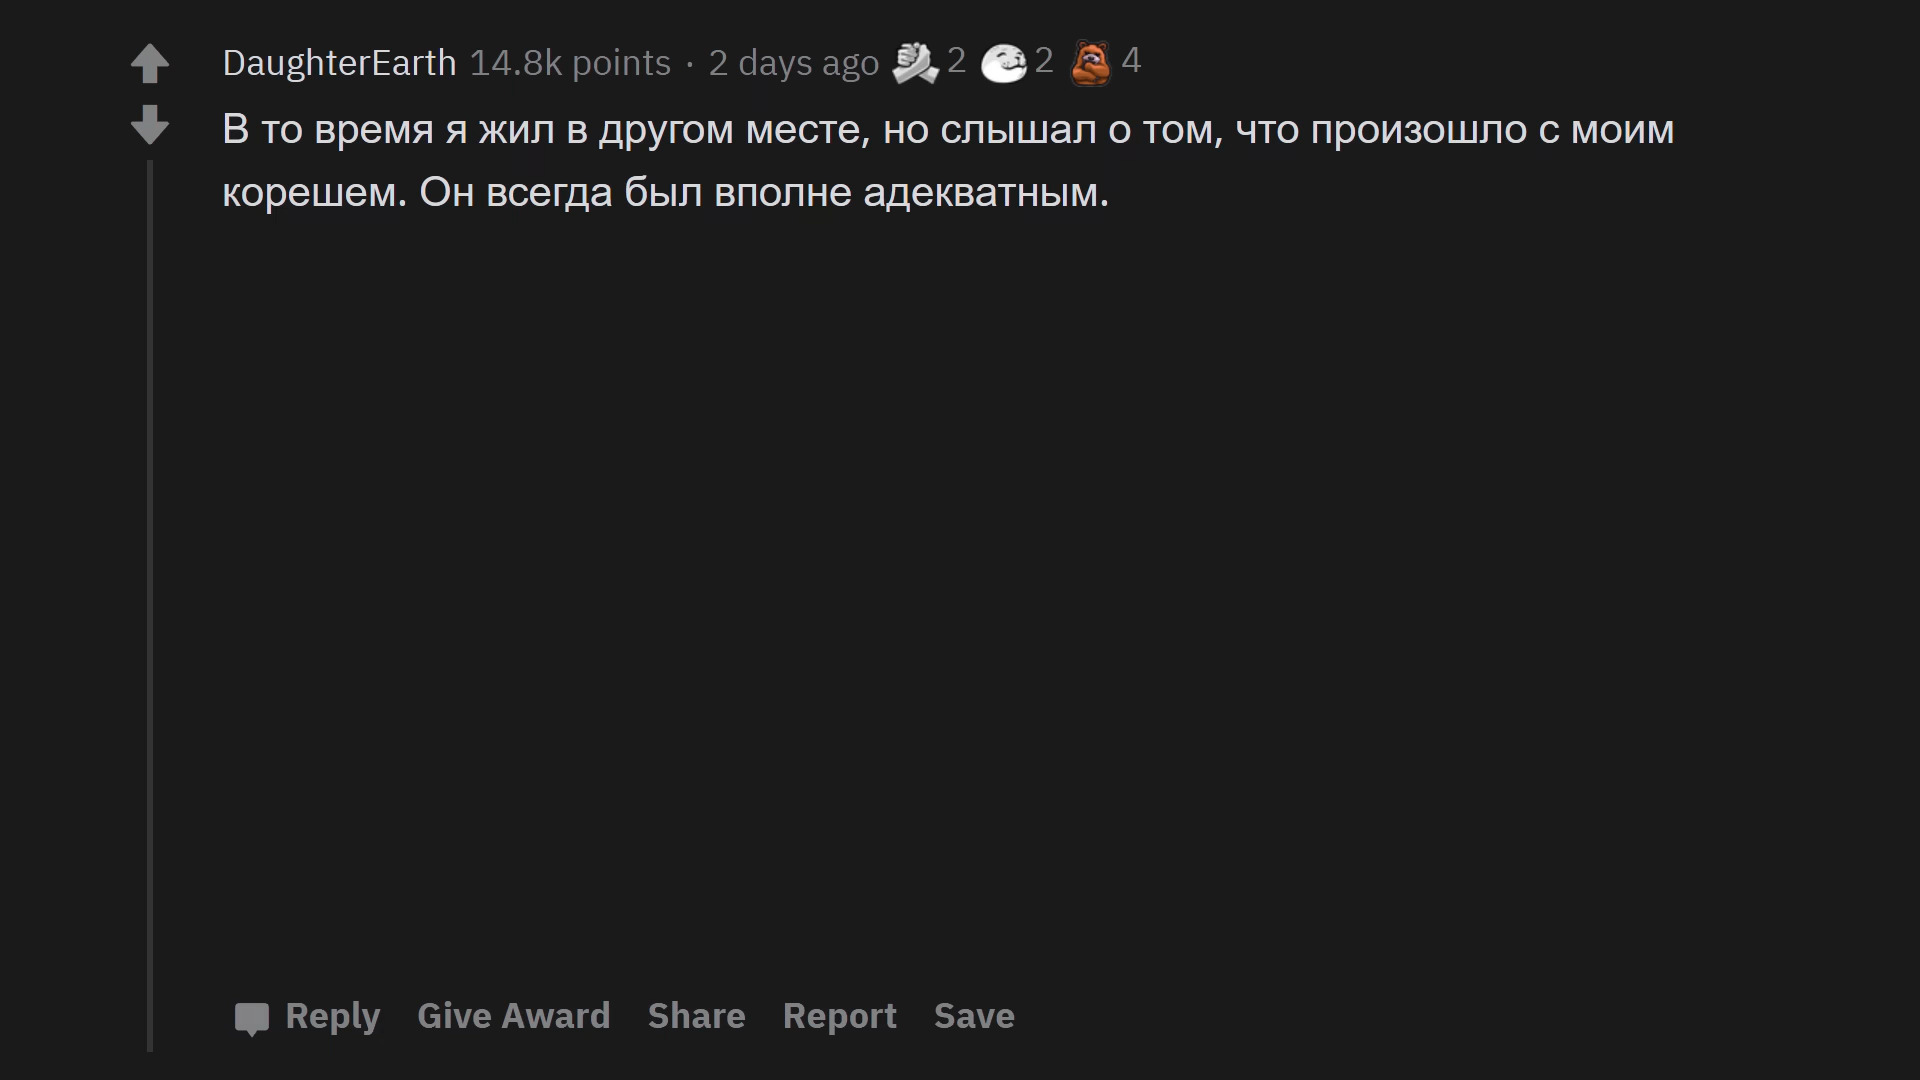 DaughterEarth 14.8k points · 2 days ago 2 2 4
В то время я жил в другом месте, но слышал о том, что произошло с моим
корешем. Он всегда был вполне адекватным.
Reply Give Award Share Report Save